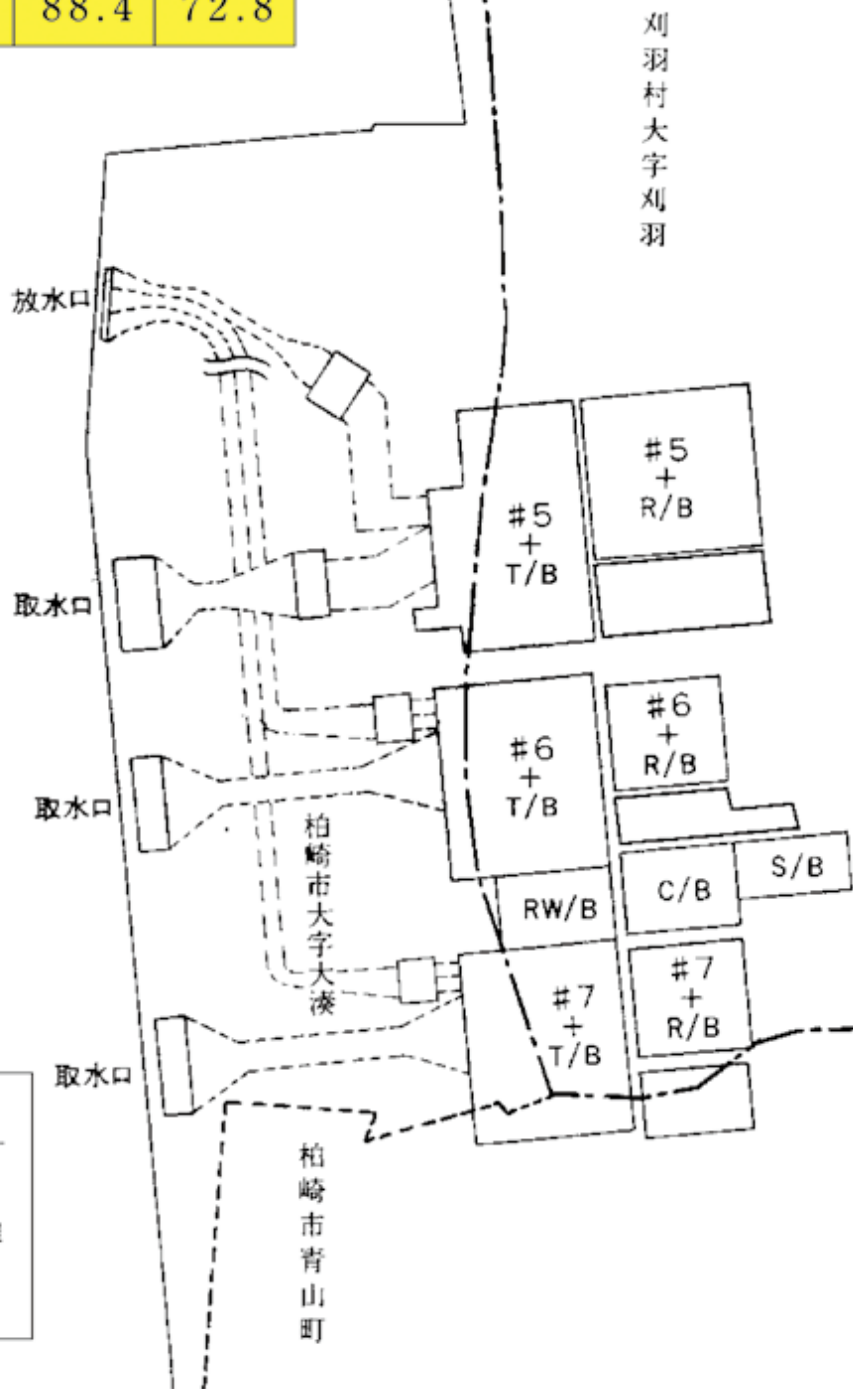 88.4 72.8
刈羽村大字刈羽
放水口
#5
+
R/B
#5
+
T/B
取水口
#6
+
R/B
#6
+
T/B
取水口
柏崎市大字大湊
S/B
C/B
RW/B
#7
+
R/B
#7
+
T/B
取水口
柏崎市青山町